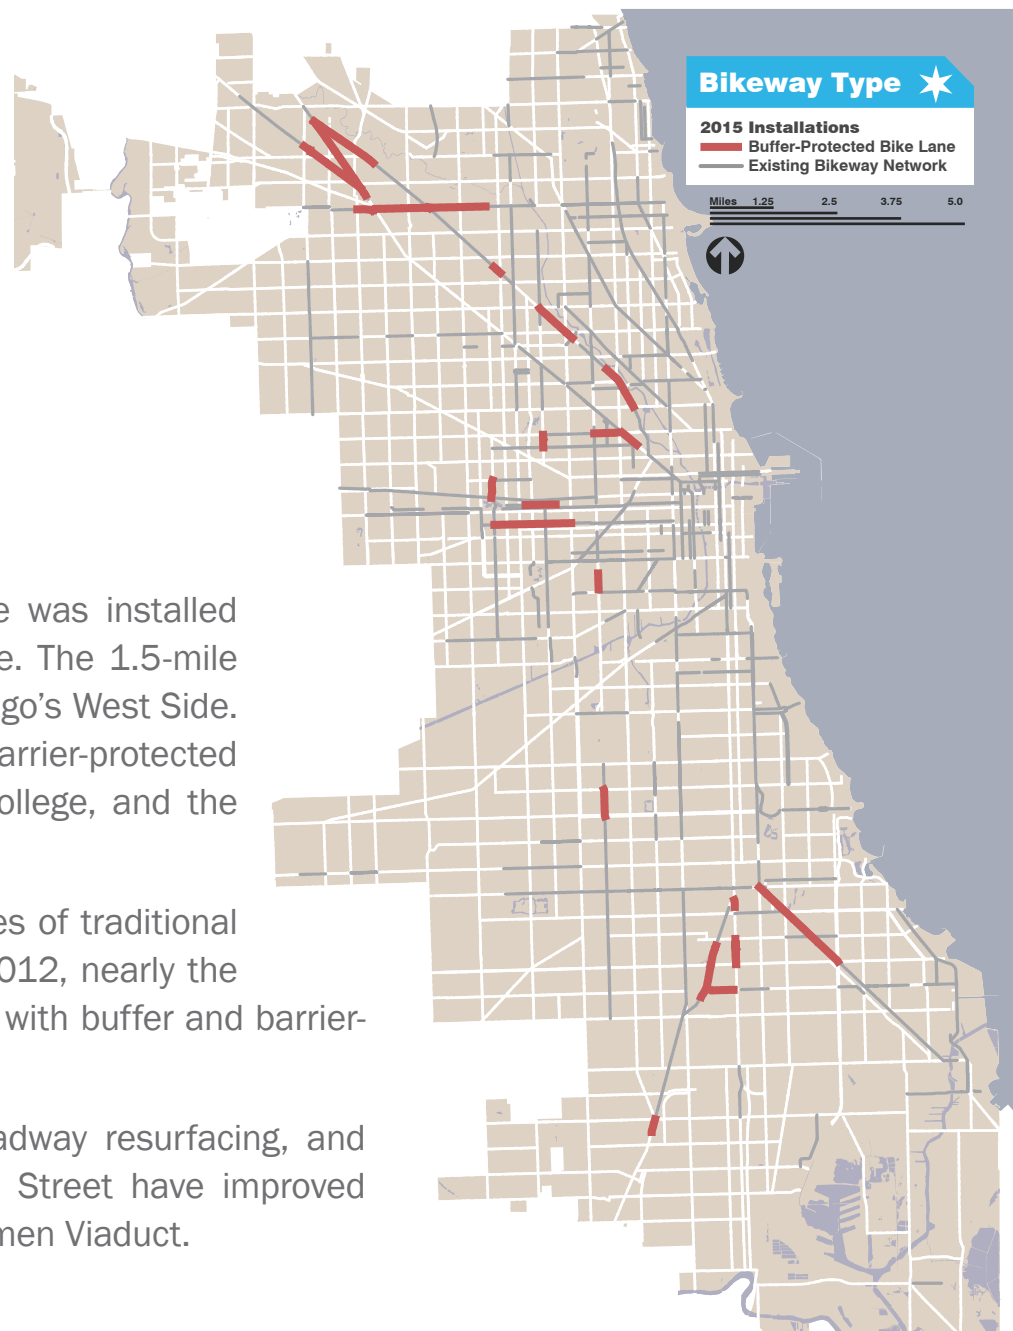 Bikeway Type
2015 Installations
Buffer-Protected Bike Lane
Existing Bikeway Network
Miles 1.25 2.5 3.75 5.0
e was installed
e. The 1.5-mile
go’s West Side.
arrier-protected
ollege, and the
es of traditional
012, nearly the
with buffer and barrier-
adway resurfacing, and
Street have improved
men Viaduct.